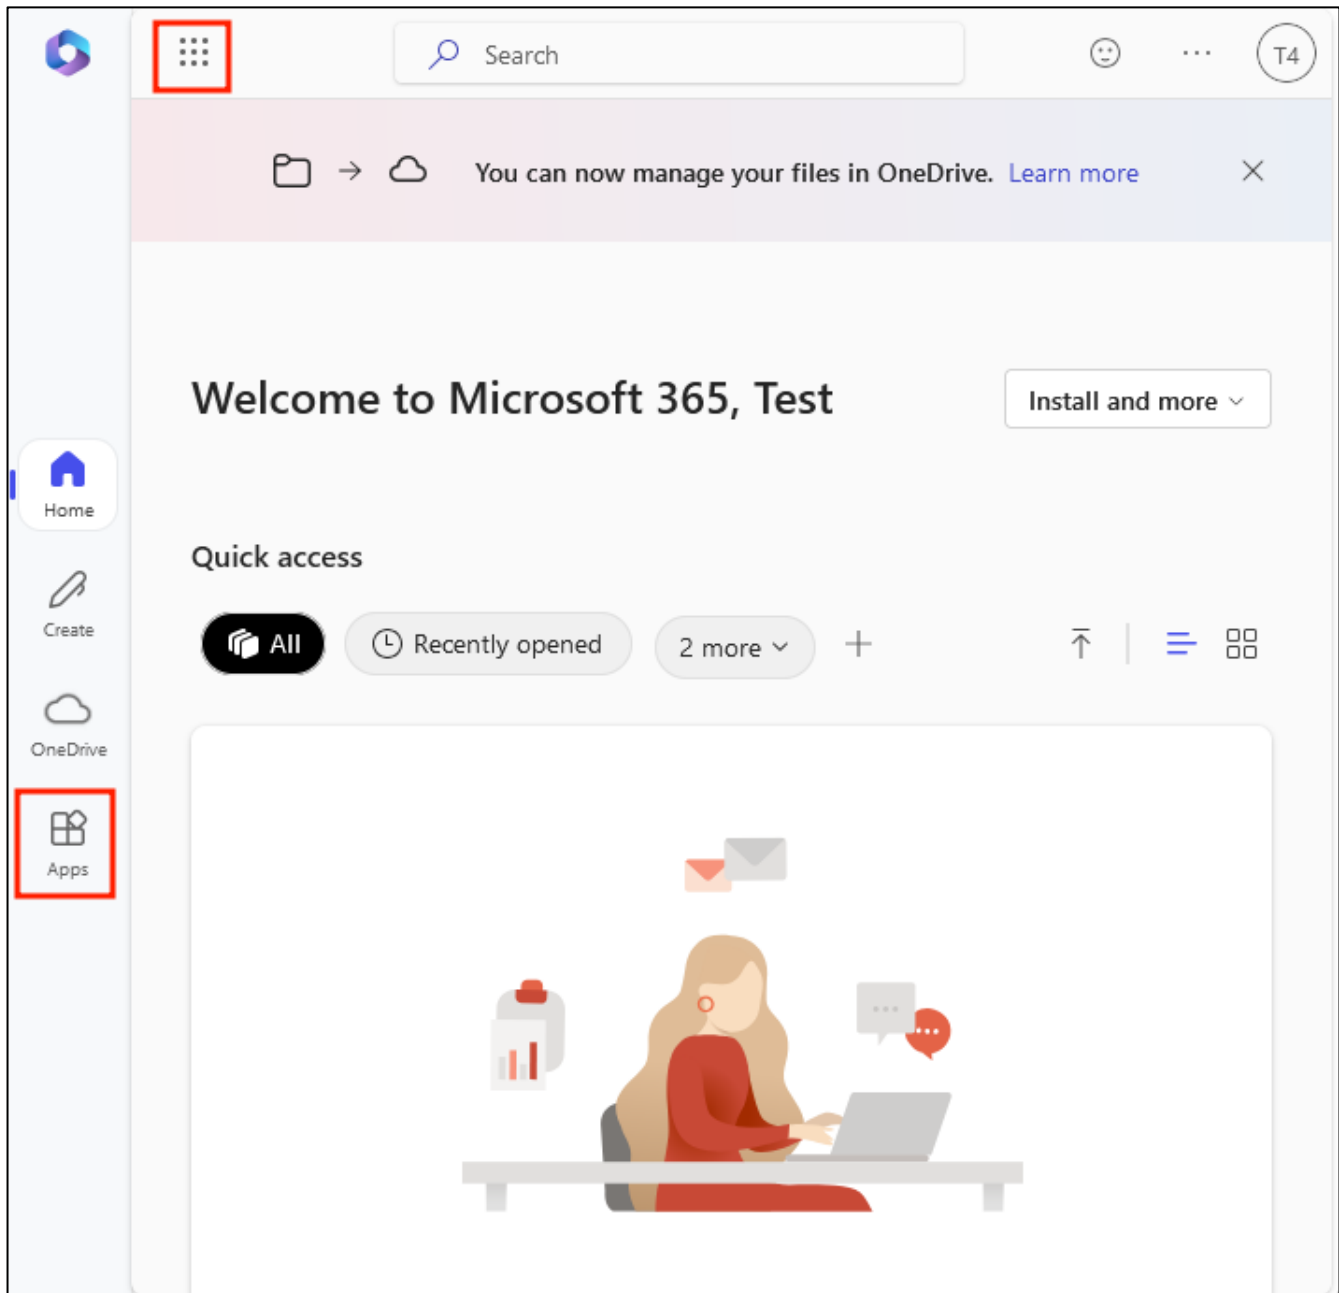 Search
T4
You can now manage your files in OneDrive. Learn more
Welcome to Microsoft 365, Test
Install and more
Home
Quick access
Create
All
Recently opened
2 more
OneDrive
Apps